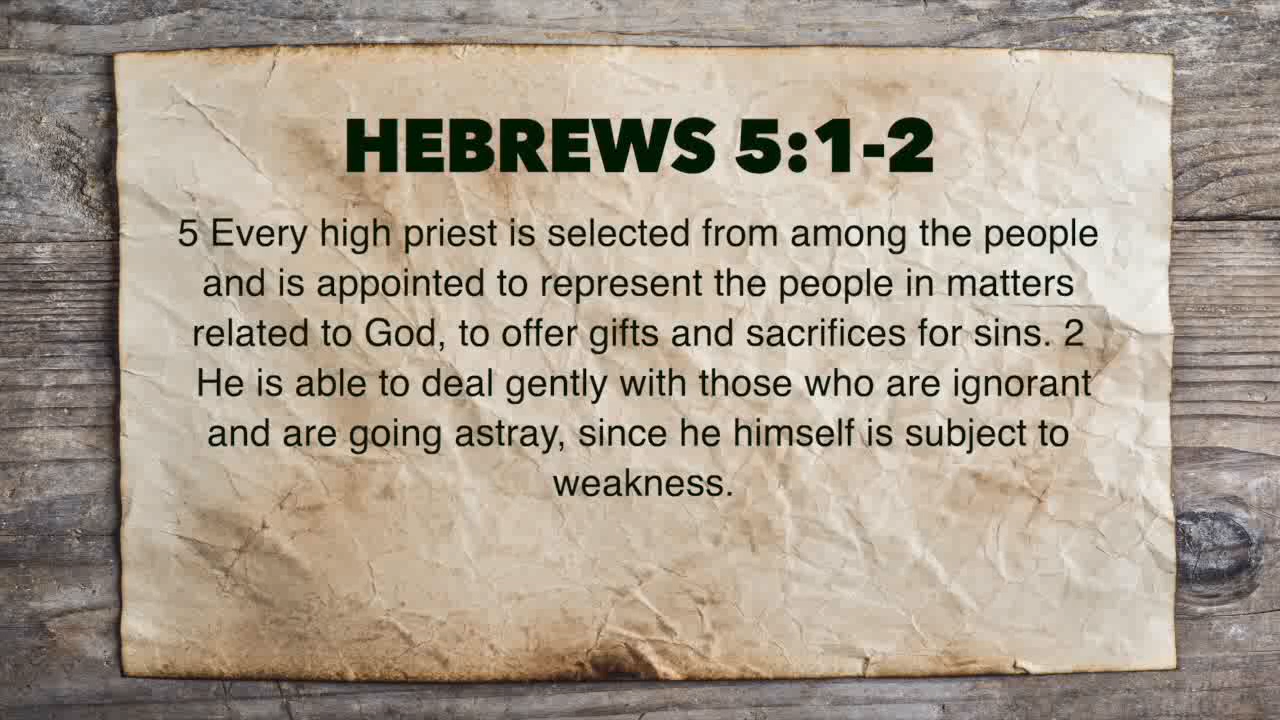 HEBREWS 5:1-2
5 Every high priest is selected from among the people
and is appointed to represent the people in matters
related to God, to offer gifts and sacrifices for sins. 2
He is able to deal gently with those who are ignorant
and are going astray, since he himself is subject to
weakness.